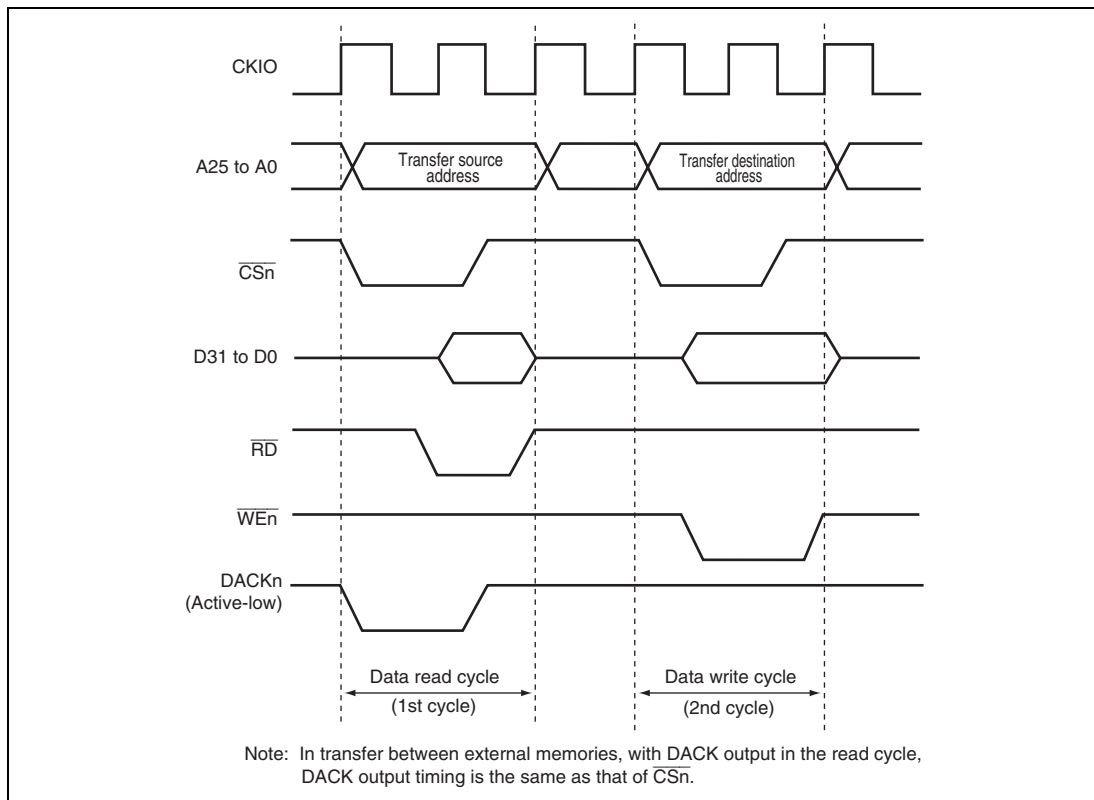 CKIO
A25 to A0
Transfer source
address
Transfer destination
address
CSn
D31 to D0
RD
WEn
DACKn
(Active-low)
Data read cycle
(1st cycle)
Data write cycle
(2nd cycle)
Note: In transfer between external memories, with DACK output in the read cycle,
DACK output timing is the same as that of CSn.